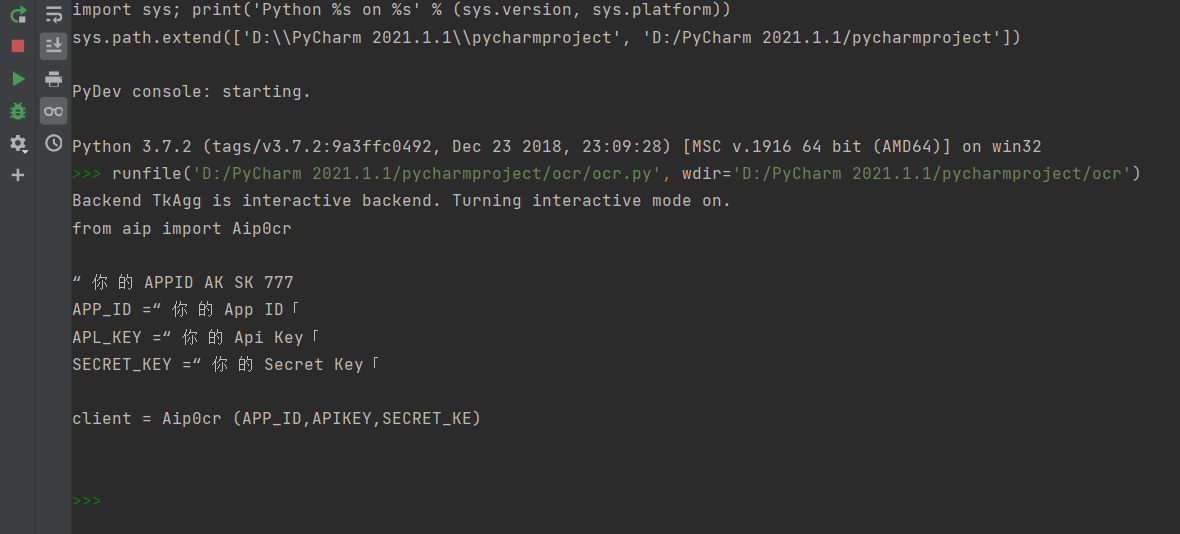 import sys; print('Python %s on %s' % (sys.version, sys.platform))
sys.path.extend(['D:\\PyCharm 2021.1.1\\pycharmproject', 'D:/PyCharm 2021.1.1/pycharmproject'])
PyDev console: starting.
Python 3.7.2 (tags/v3.7.2:9a3ffc0492, Dec 23 2018, 23:09:28) [MSC v.1916 64 bit (AMD64)] on win32
>>> runfile('D:/PyCharm 2021.1.1/pycharmproject/ocr/ocr.py', wdir='D:/PyCharm 2021.1.1/pycharmproject/ocr')
Backend TkAgg is interactive backend. Turning interactive mode on.
from aip import Aip0cr
“ 你 的 APPID AK SK 777
APP_ID =“ 你 的 App ID「
APL_KEY =“ 你 的 Api Key「
SECRET_KEY =“ 你 的 Secret Key「
client = Aip0cr (APP_ID,APIKEY,SECRET_KE)
>>>